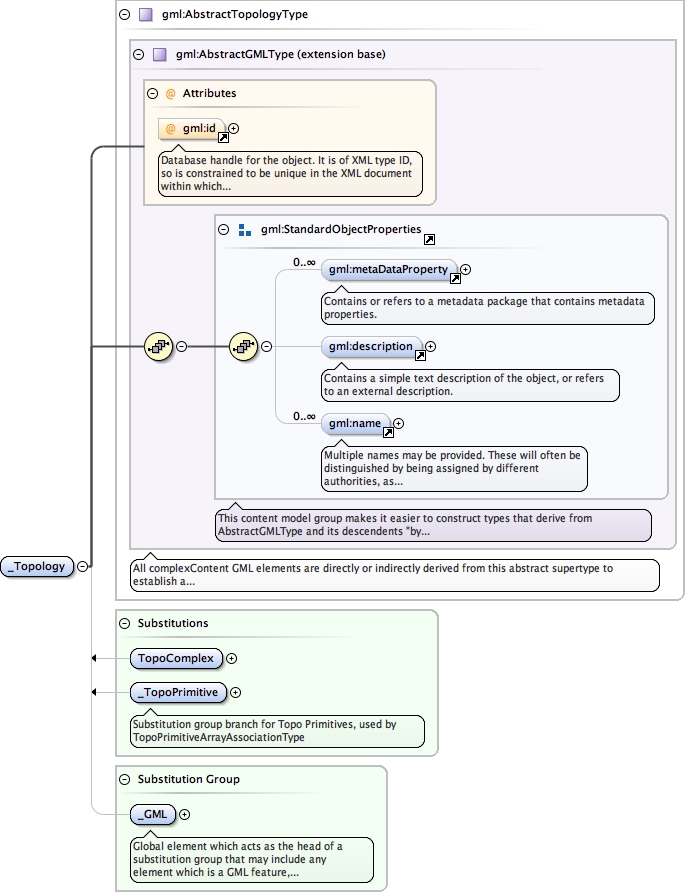 gml:AbstractTopologyType
gml:AbstractGMLType (extension base)
@ Attributes
@ gml:id
Database handle for the object. It is of XML type ID,
so is constrained to be unique in the XML document
within which...
gml:StandardObjectProperties
0..∞
gml:metaDataProperty
Contains or refers to a metadata package that contains metadata
properties.
gml:description
Contains a simple text description of the object, or refers
to an external description.
0..∞
gml:name
Multiple names may be provided. These will often be
distinguished by being assigned by different
authorities, as...
This content model group makes it easier to construct types that derive from
AbstractGMLType and its descendents "by...
_Topology
All complexContent GML elements are directly or indirectly derived from this abstract supertype to
establish a...
Substitutions
TopoComplex
_TopoPrimitive
Substitution group branch for Topo Primitives, used by
TopoPrimitiveArrayAssociationType
Substitution Group
_GML
Global element which acts as the head of a
substitution group that may include any
element which is a GML feature,...